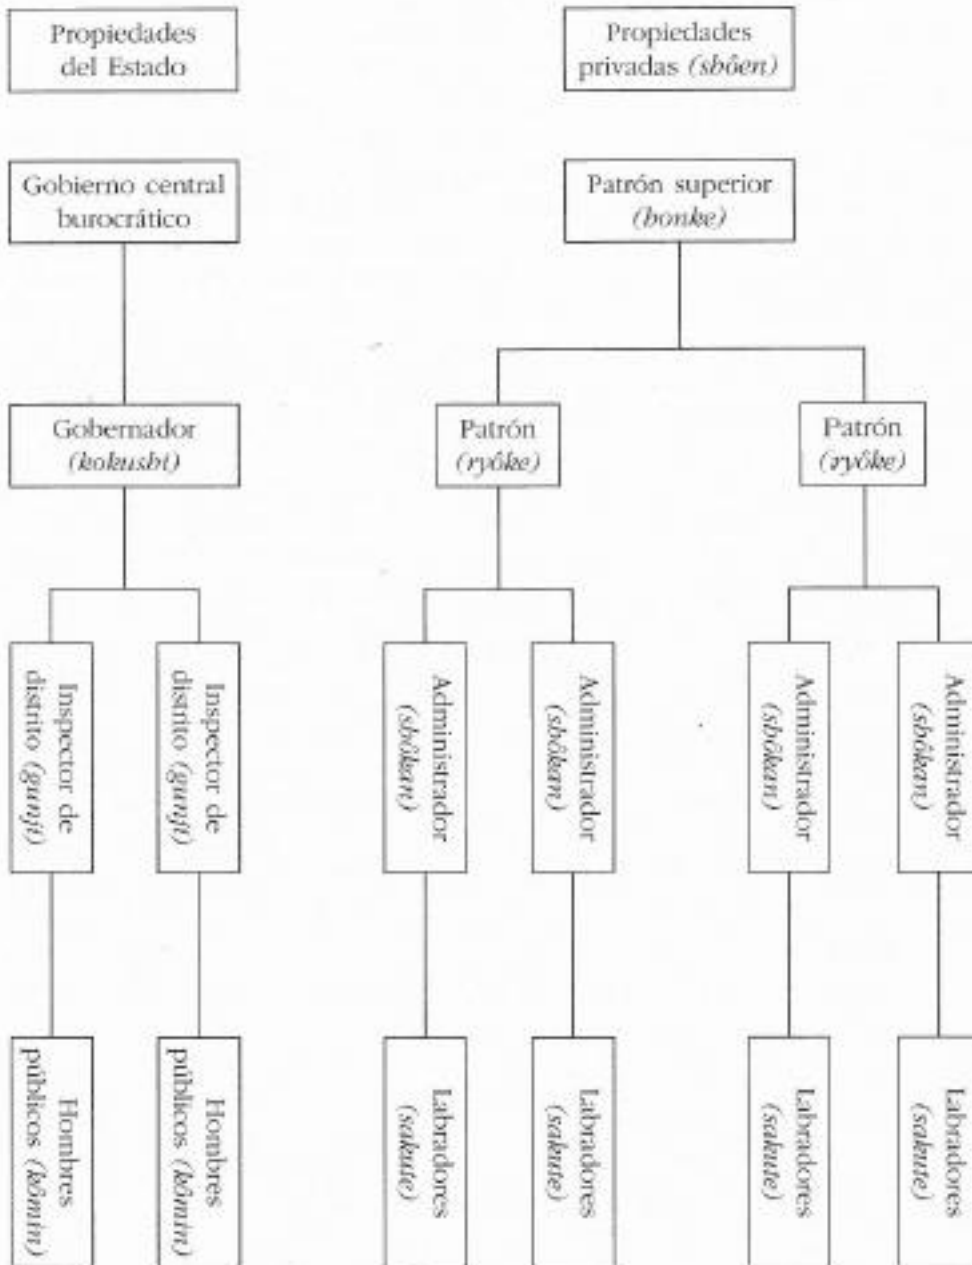 Propiedades
del Estado
Propiedades
privadas (shôen)
Gobierno central
burocrático
Patrón superior
(honke)
Gobernador
(kokushi)
Patrón
(ryôke)
Patrón
(ryôke)
Inspector de
distrito (gunji)
Inspector de
distrito (gunji)
Administrador
(shôkan)
Administrador
(shôkan)
Administrador
(shôkan)
Administrador
(shôkan)
Hombres
públicos (kômin)
Hombres
públicos (kômin)
Labradores
(sakute)
Labradores
(sakute)
Labradores
(sakute)
Labradores
(sakute)